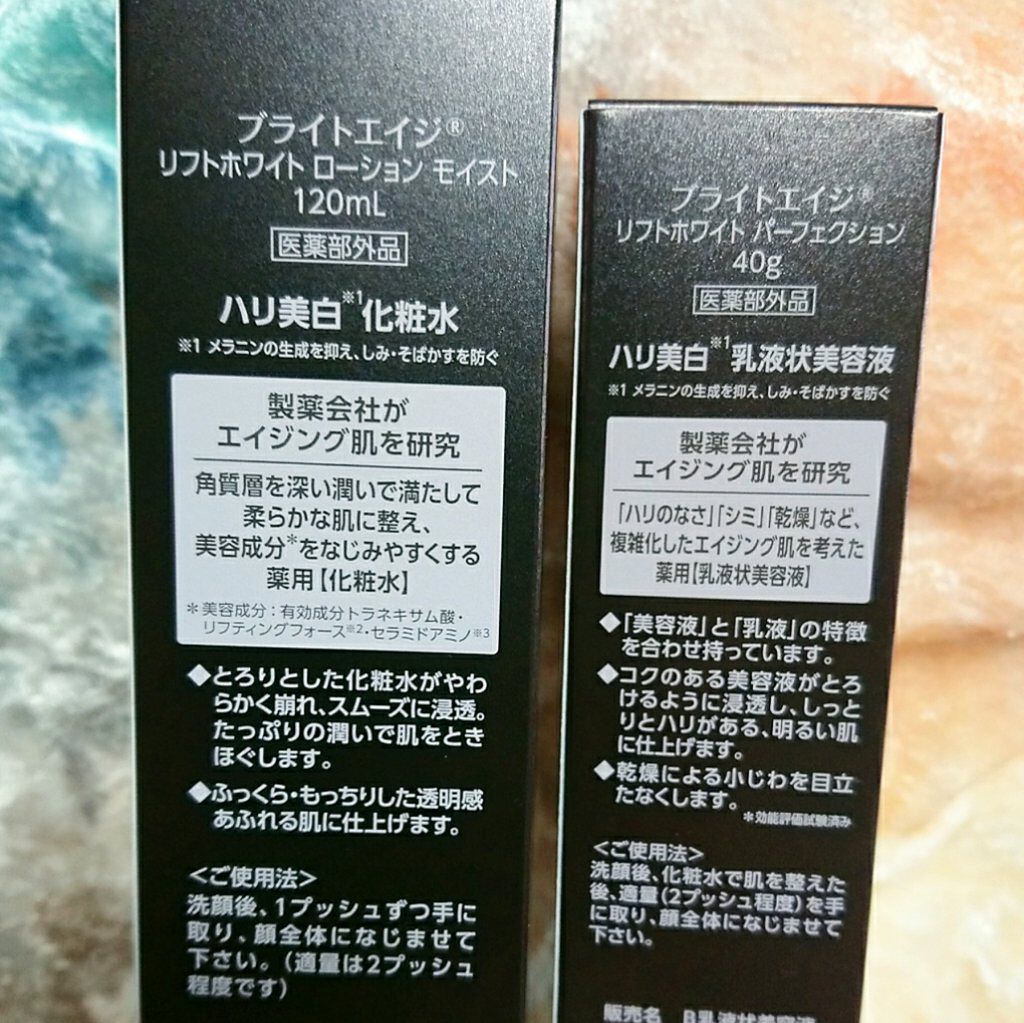 ブライトエイジ®
リフトホワイト ローション モイスト
120mL
医薬部外品
ハリ美白※1化粧水
※1 メラニンの生成を抑え、しみ・そばかすを防ぐ
製薬会社が
エイジング肌を研究
角質層を深い潤いで満たして
柔らかな肌に整え、
美容成分*をなじみやすくする
薬用【化粧水】
*美容成分：有効成分トラネキサム酸・
リフティングフォース※2・セラミドアミノ※3
◆とろりとした化粧水がやわ
らかく崩れ、スムーズに浸透。
たっぷりの潤いで肌をとき
ほぐします。
◆ふっくら・もっちりした透明感
あふれる肌に仕上げます。
＜ご使用法＞
洗顔後、1プッシュずつ手に
取り、顔全体になじませて
下さい。（適量は2プッシュ
程度です）
ブライトエイジ®
リフトホワイト パーフェクション
40g
医薬部外品
ハリ美白※1乳液状美容液
※1 メラニンの生成を抑え、しみ・そばかすを防ぐ
製薬会社が
エイジング肌を研究
「ハリのなさ」「シミ」「乾燥」など、
複雑化したエイジング肌を考えた
薬用【乳液状美容液】
◆「美容液」と「乳液」の特徴
を合わせ持っています。
◆コクのある美容液がとろ
けるように浸透し、しっと
りとハリがある、明るい肌
に仕上げます。
◆乾燥による小じわを目立
たなくします。
*効能評価試験済み
＜ご使用法＞
洗顔後、化粧水で肌を整えた
後、適量（2プッシュ程度）を手
に取り、顔全体になじませて
下さい。
販売名 B乳液状美容液